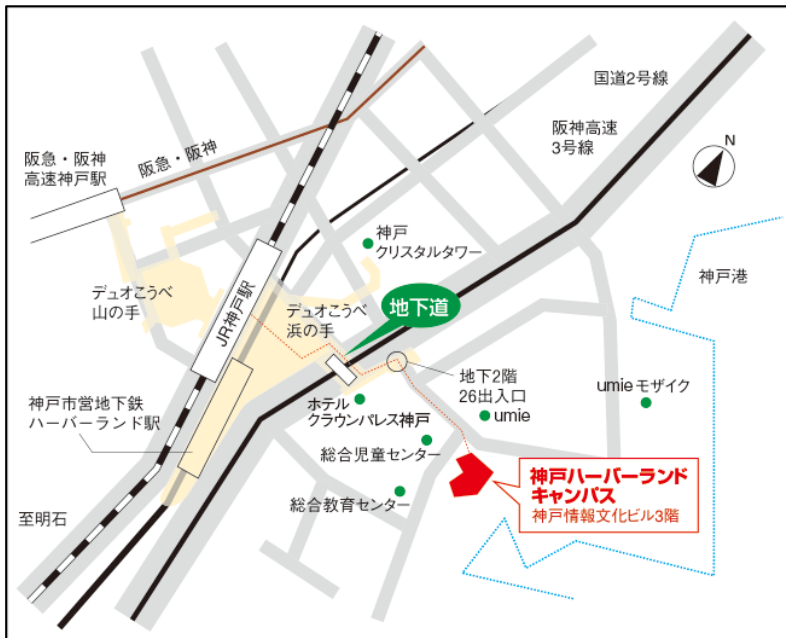 国道2号線
阪神高速
3号線
N
阪急・阪神
高速神戸駅
阪急・阪神
神戸
クリスタルタワー
神戸港
デュオこうべ
山の手
JR神戸駅
デュオこうべ
浜の手
地下道
地下2階
26出入口
umieモザイク
神戸市営地下鉄
ハーバーランド駅
ホテル
クラウンパレス神戸
umie
総合児童センター
神戸ハーバーランド
キャンパス
神戸情報文化ビル3階
総合教育センター
至明石